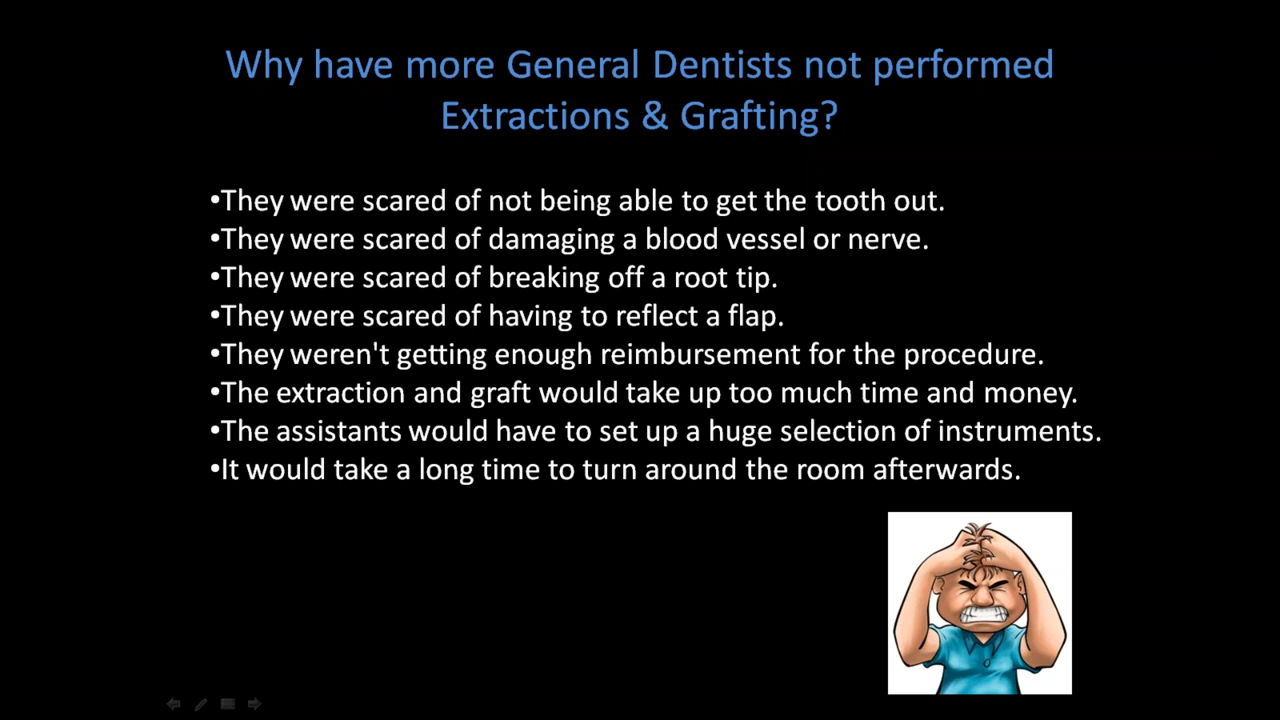 Why have more General Dentists not performed
Extractions & Grafting?
•They were scared of not being able to get the tooth out.
•They were scared of damaging a blood vessel or nerve.
•They were scared of breaking off a root tip.
•They were scared of having to reflect a flap.
•They weren't getting enough reimbursement for the procedure.
•The extraction and graft would take up too much time and money.
•The assistants would have to set up a huge selection of instruments.
•It would take a long time to turn around the room afterwards.